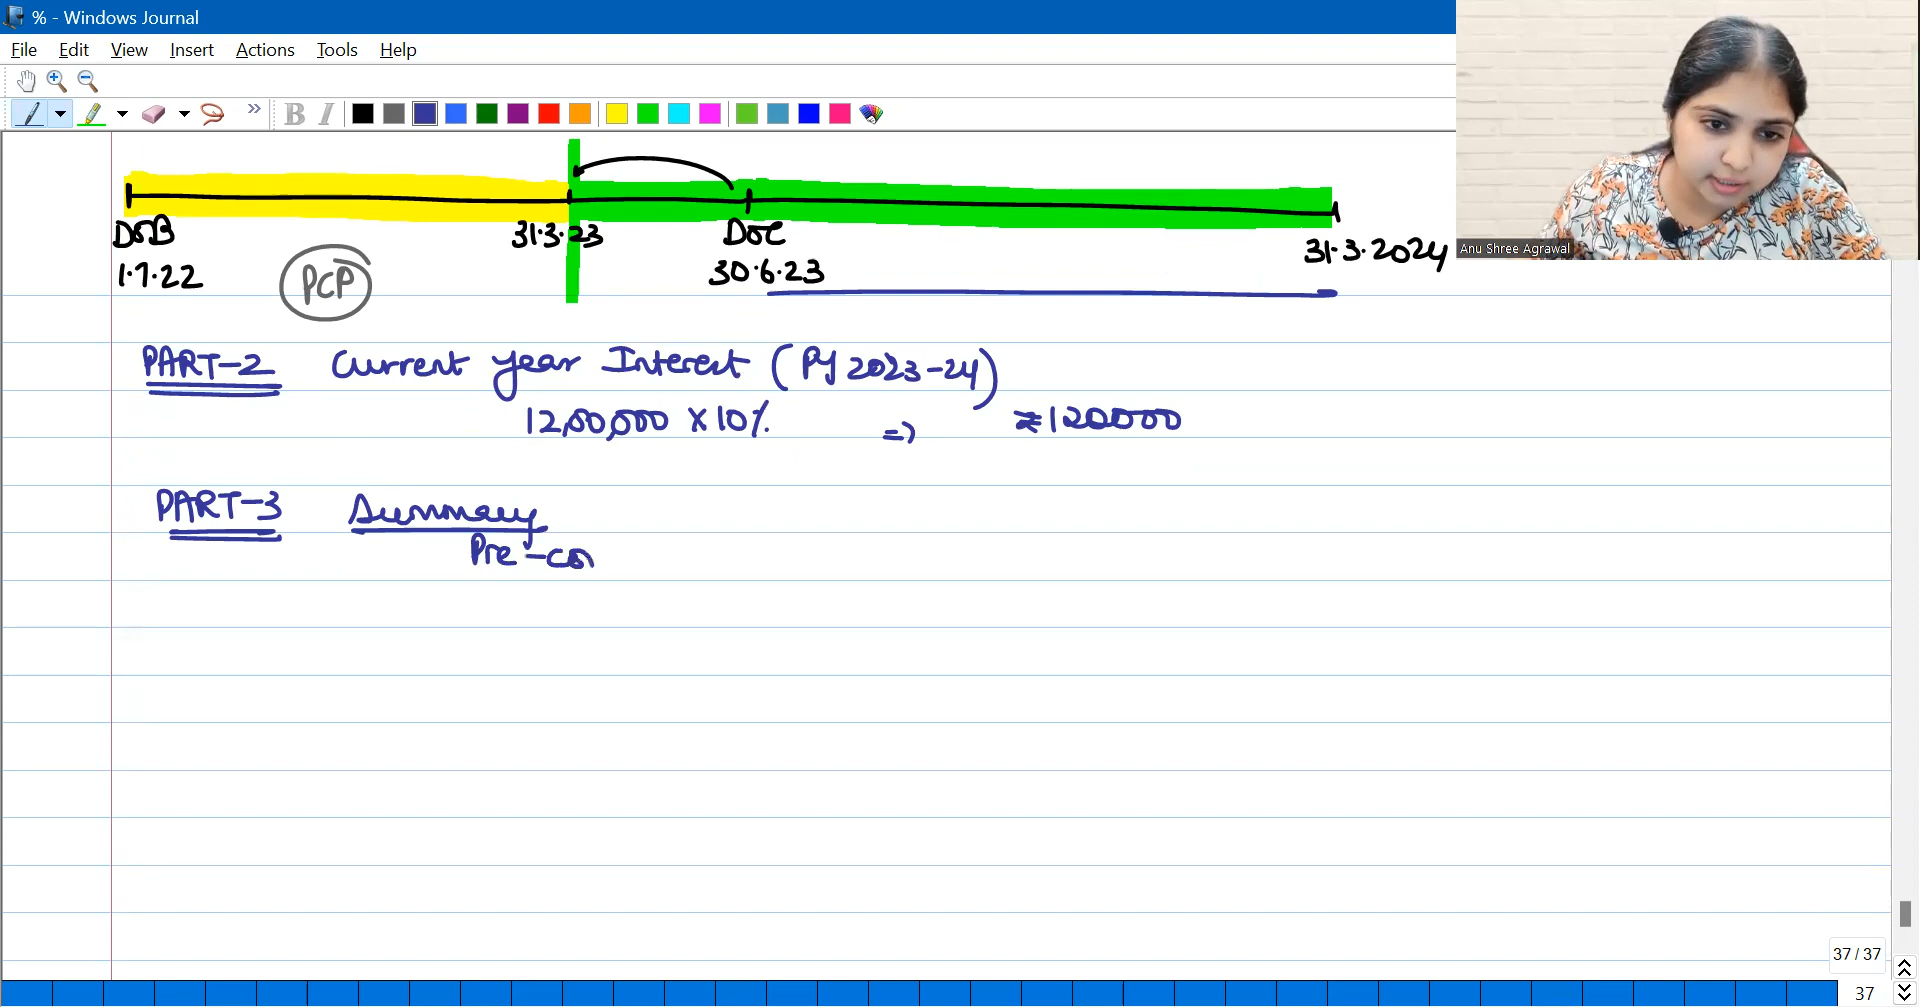 % - Windows Journal
File Edit View Insert Actions Tools Help
B I
Anu Shree Agrawal
DOB 31.3.23 DOC 31.3.2024
1.7.22 PCP 30.6.23
PART-2 Current year Interest (PY 2023-24)
12,00,000 × 10% => ₹120000
PART-3 Summary
Pre-con
37 / 37
37